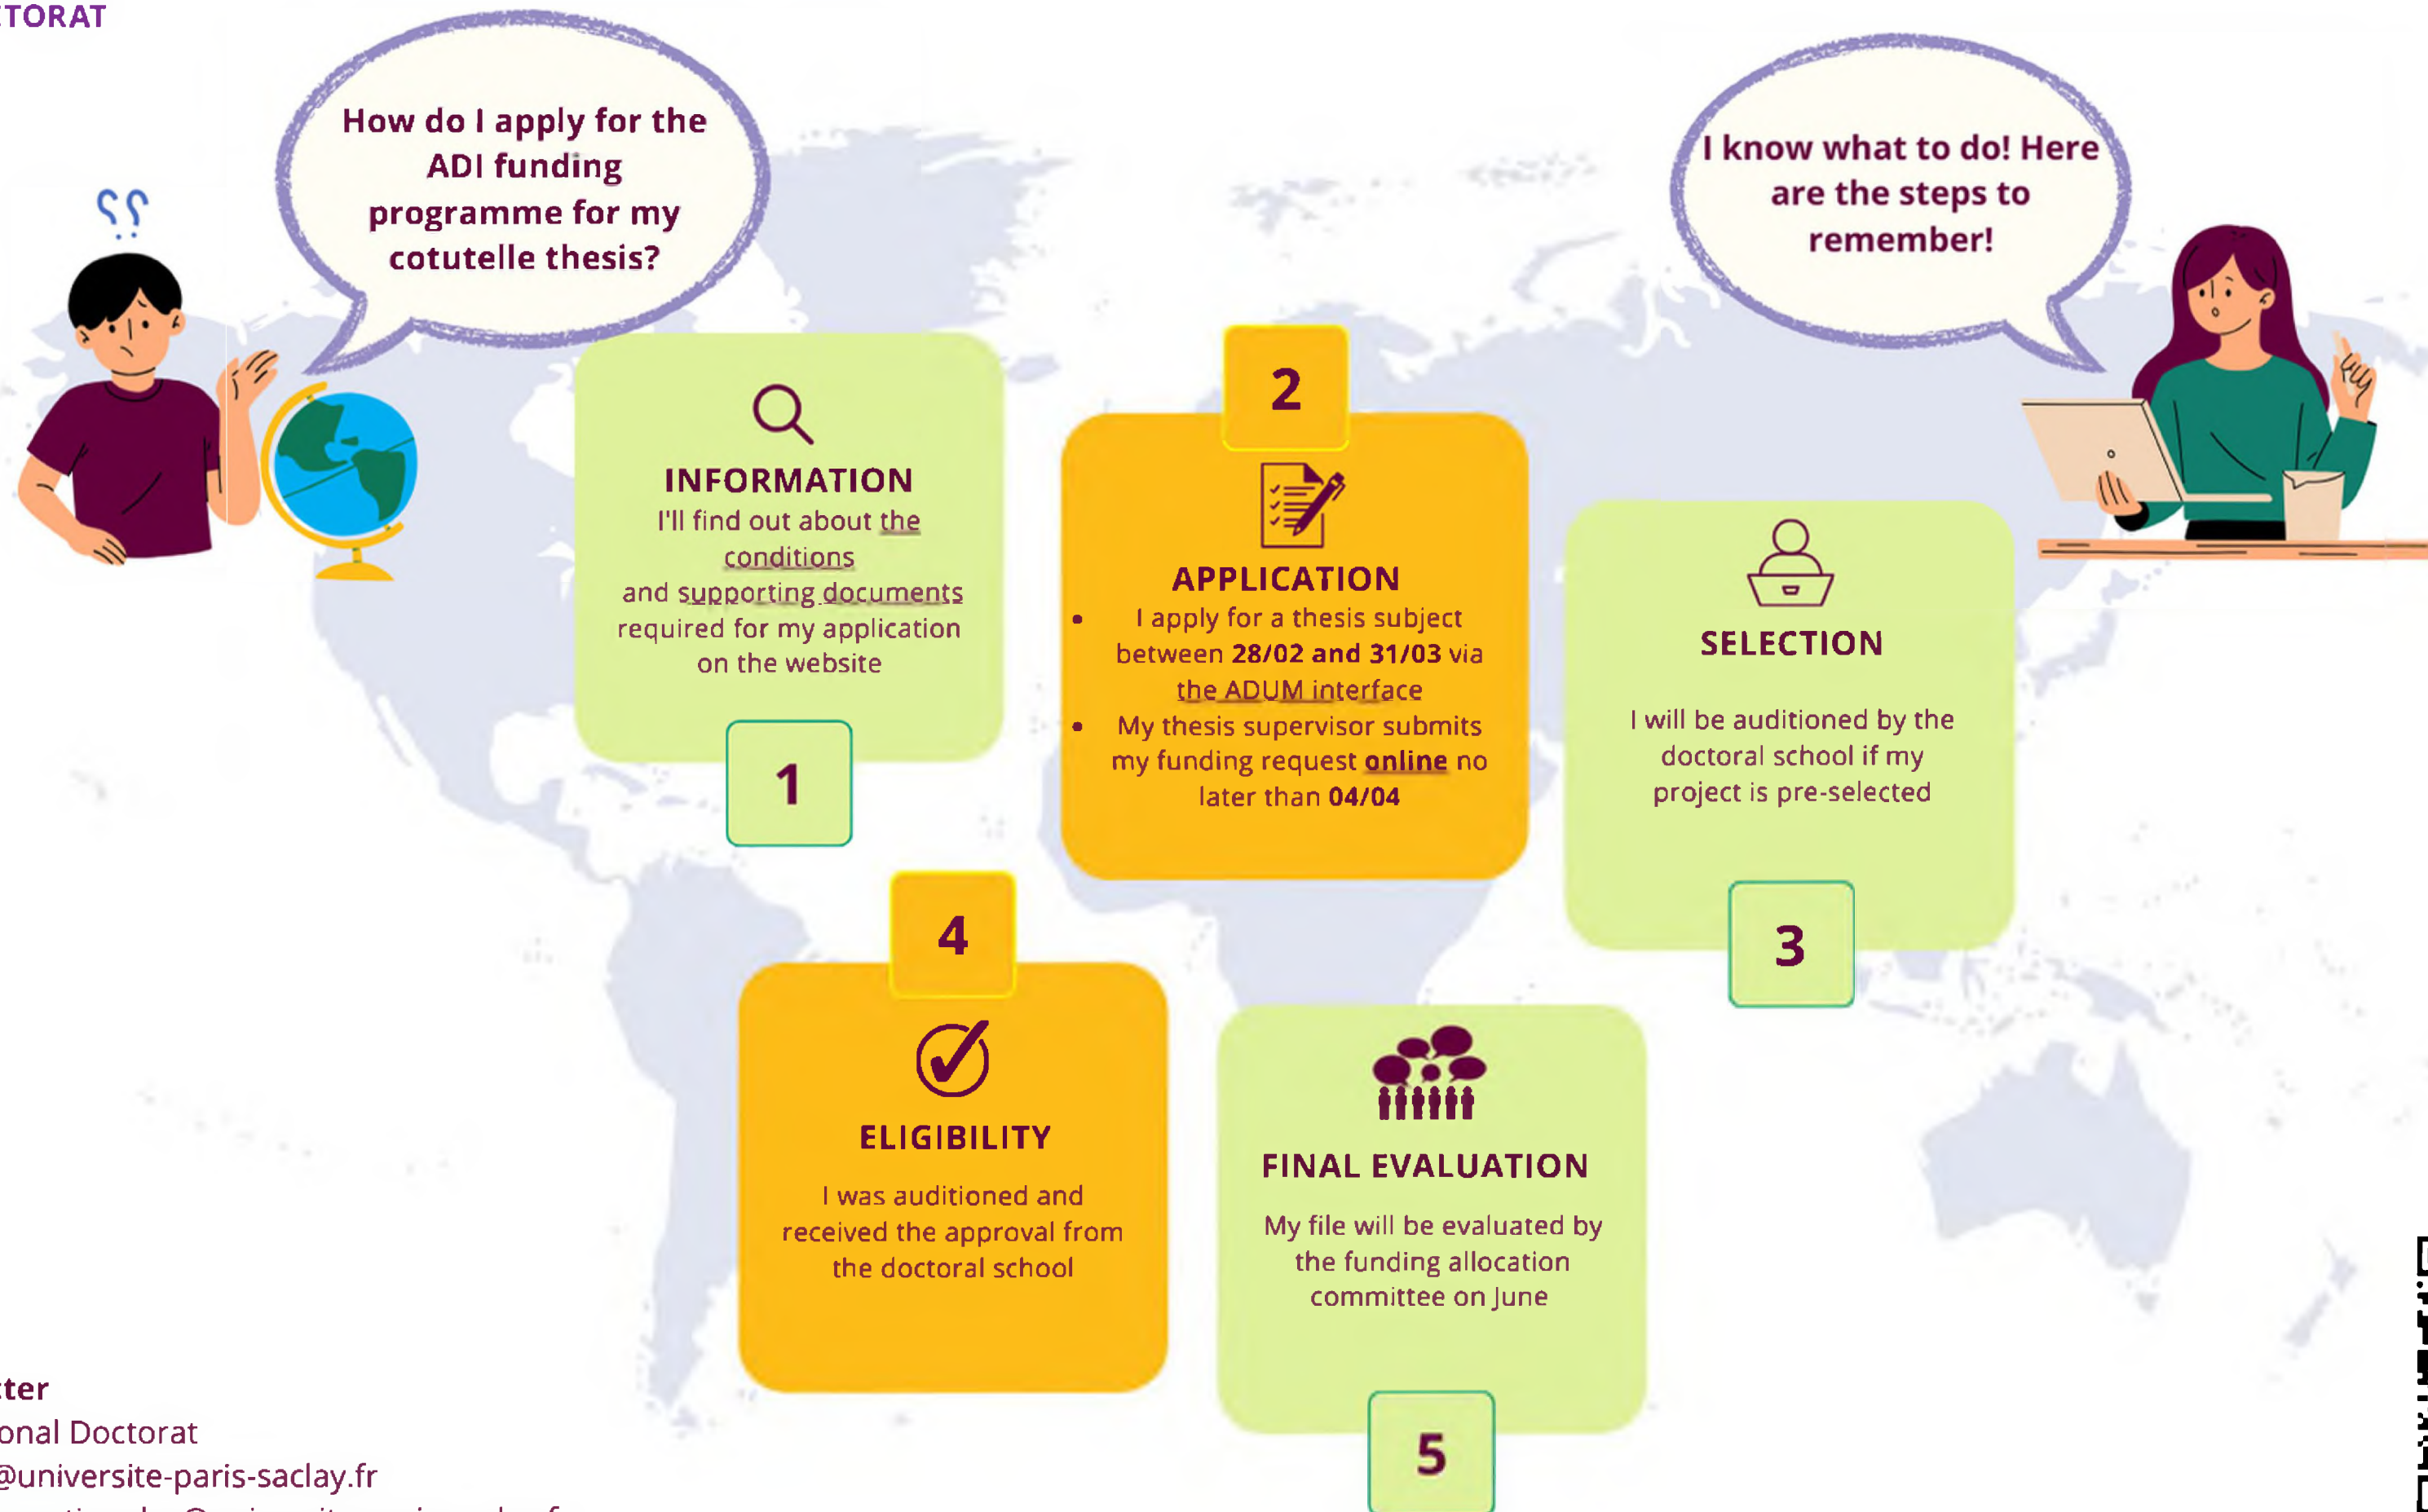 TORAT
How do I apply for the
ADI funding
programme for my
cotutelle thesis?
I know what to do! Here
are the steps to
remember!
INFORMATION
I'll find out about the
conditions
and supporting documents
required for my application
on the website
1
2
APPLICATION
• I apply for a thesis subject
between 28/02 and 31/03 via
the ADUM interface
• My thesis supervisor submits
my funding request online no
later than 04/04
SELECTION
I will be auditioned by the
doctoral school if my
project is pre-selected
3
4
ELIGIBILITY
I was auditioned and
received the approval from
the doctoral school
FINAL EVALUATION
My file will be evaluated by
the funding allocation
committee on June
5
tter
onal Doctorat
@universite-paris-saclay.fr